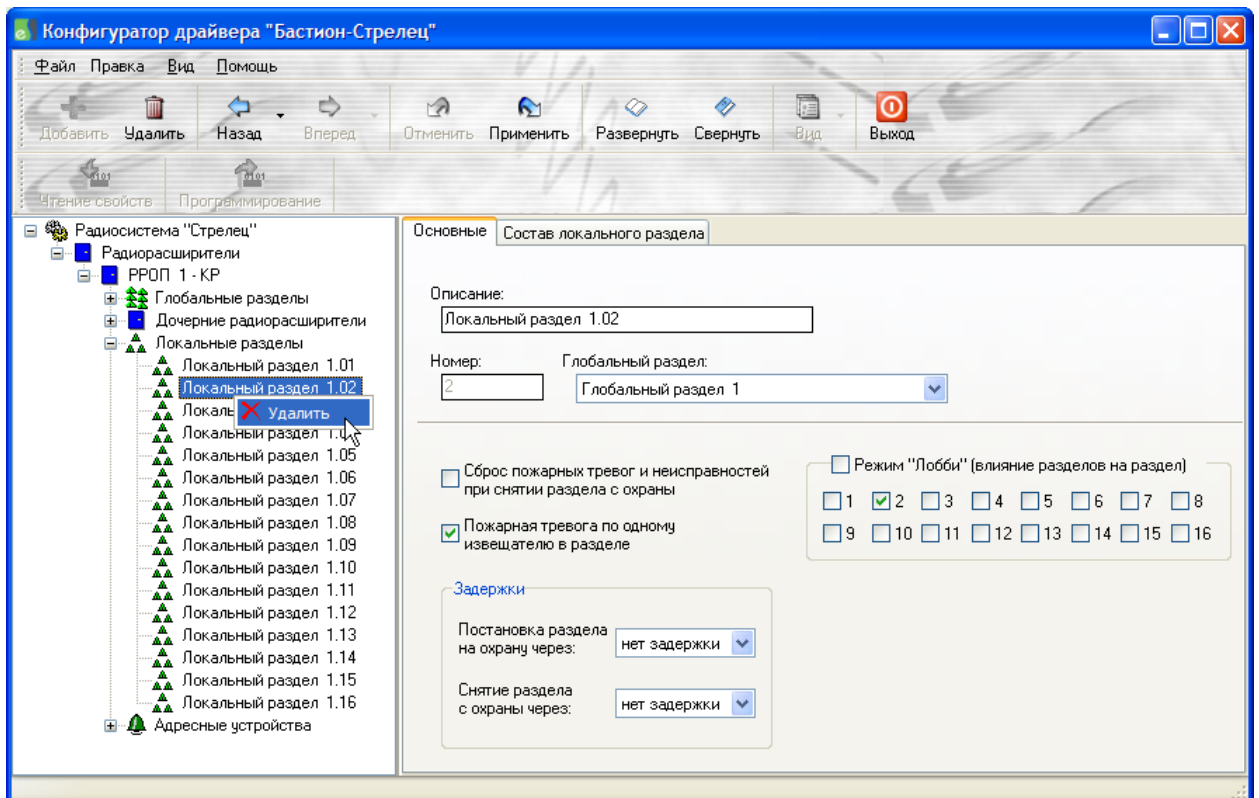 Конфигуратор драйвера "Бастион-Стрелец"
Файл Правка Вид Помощь
Добавить Удалить Назад Вперед Отменить Применить Развернуть Свернуть Вид Выход
Чтение свойств Программирование
Радиосистема "Стрелец"
Радиорасширители
РРОП 1 - КР
Глобальные разделы
Дочерние радиорасширители
Локальные разделы
Локальный раздел 1.01
Локальный раздел 1.02
Удалить
Локальный раздел 1.05
Локальный раздел 1.06
Локальный раздел 1.07
Локальный раздел 1.08
Локальный раздел 1.09
Локальный раздел 1.10
Локальный раздел 1.11
Локальный раздел 1.12
Локальный раздел 1.13
Локальный раздел 1.14
Локальный раздел 1.15
Локальный раздел 1.16
Адресные устройства
Основные Состав локального раздела
Описание:
Локальный раздел 1.02
Номер: Глобальный раздел:
2 Глобальный раздел 1
Сброс пожарных тревог и неисправностей
при снятии раздела с охраны
Пожарная тревога по одному
извещателю в разделе
Режим "Лобби" (влияние разделов на раздел)
1 2 3 4 5 6 7 8
9 10 11 12 13 14 15 16
Задержки
Постановка раздела
на охрану через: нет задержки
Снятие раздела
с охраны через: нет задержки